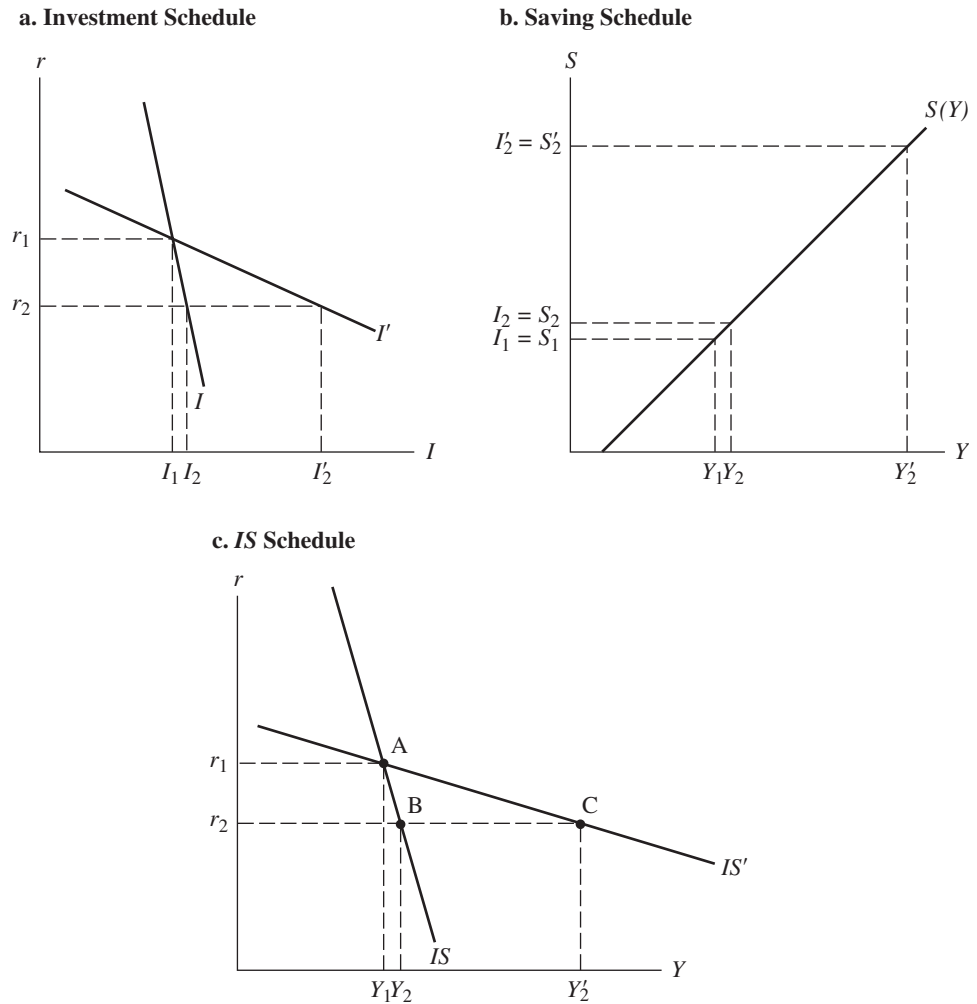 a. Investment Schedule
r
r₁
r₂
I'
I
I
I₁ I₂
I'₂
b. Saving Schedule
S
S(Y)
I'₂ = S'₂
I₂ = S₂
I₁ = S₁
Y
Y₁Y₂
Y'₂
c. IS Schedule
r
A
r₁
B
C
r₂
IS'
IS
Y
Y₁Y₂
Y'₂